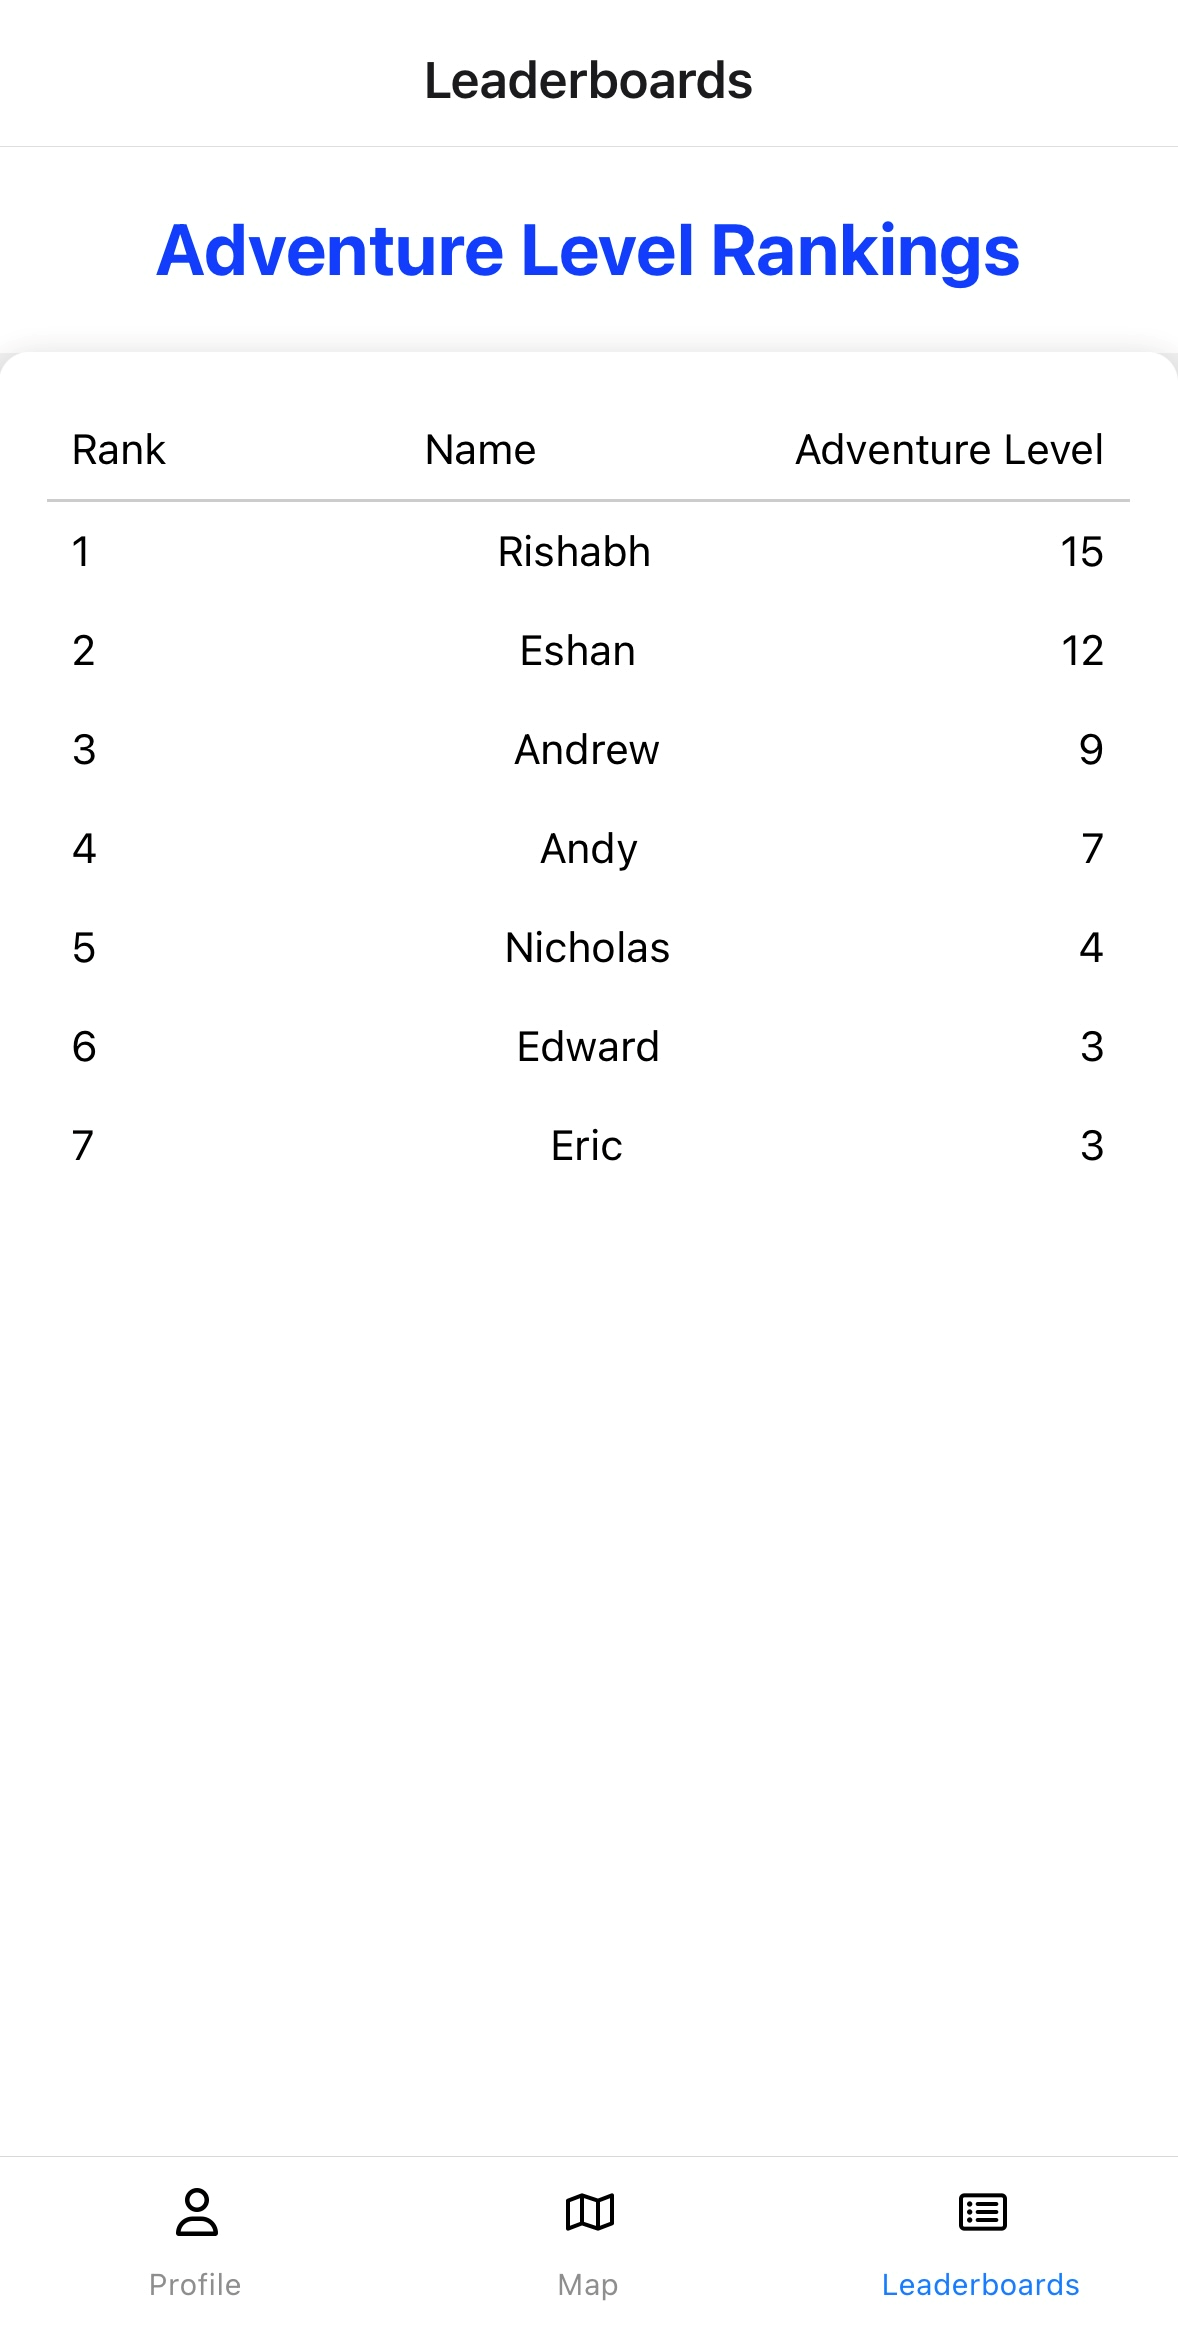 Leaderboards
Adventure Level Rankings
Rank Name Adventure Level
1 Rishabh 15
2 Eshan 12
3 Andrew 9
4 Andy 7
5 Nicholas 4
6 Edward 3
7 Eric 3
Profile Map Leaderboards